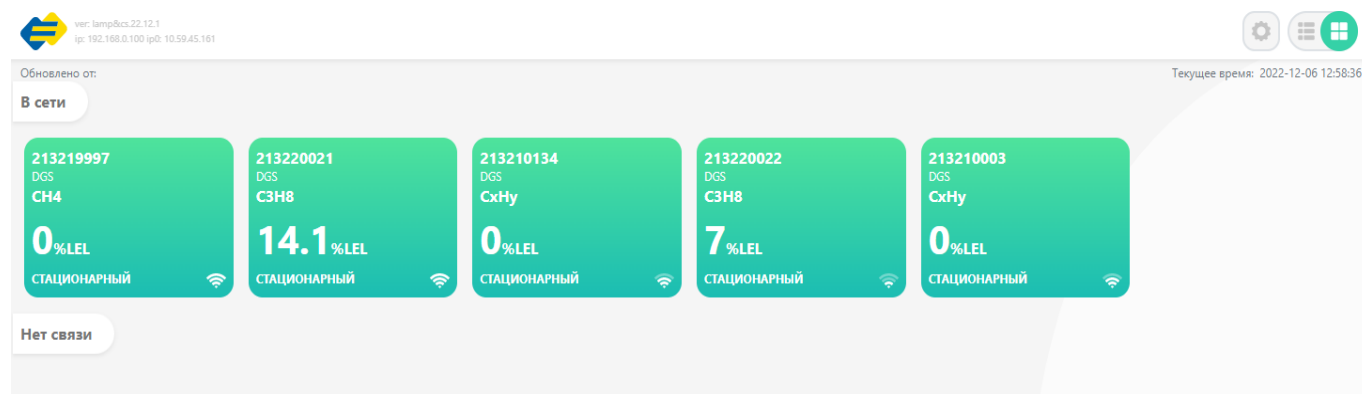 ver: lamp&cs.22.12.1
ip: 192.168.0.100 ip0: 10.59.45.161
Обновлено от:
Текущее время: 2022-12-06 12:58:36
В сети
213219997
DGS
CH4
0%LEL
СТАЦИОНАРНЫЙ
213220021
DGS
C3H8
14.1%LEL
СТАЦИОНАРНЫЙ
213210134
DGS
CxHy
0%LEL
СТАЦИОНАРНЫЙ
213220022
DGS
C3H8
7%LEL
СТАЦИОНАРНЫЙ
213210003
DGS
CxHy
0%LEL
СТАЦИОНАРНЫЙ
Нет связи